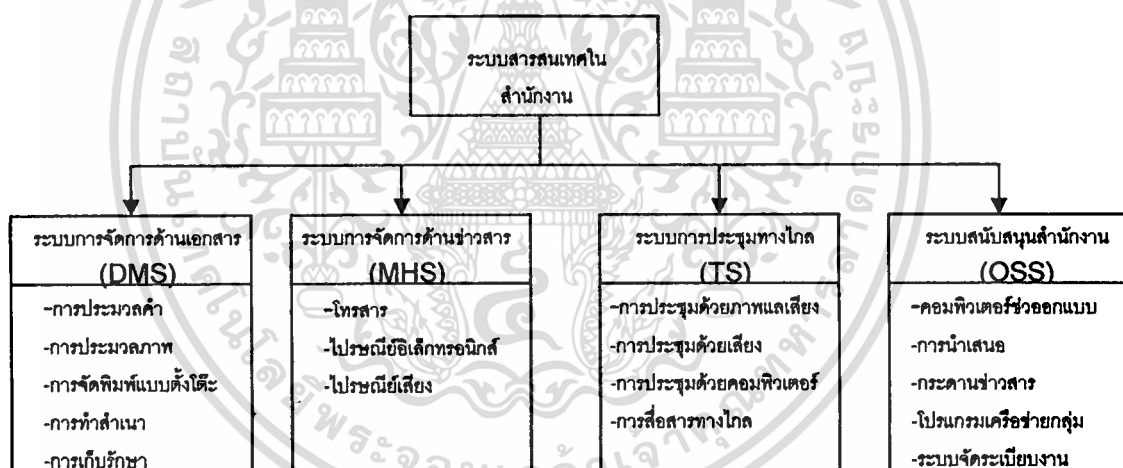 ระบบสารสนเทศใน
สำนักงาน
ระบบการจัดการด้านเอกสาร
(DMS)
-การประมวลคำ
-การประมวลภาพ
-การจัดพิมพ์แบบตั้งโต๊ะ
-การทำสำเนา
-การเก็บรักษา
ระบบการจัดการด้านข่าวสาร
(MHS)
-โทรสาร
-ไปรษณีย์อิเล็กทรอนิกส์
-ไปรษณีย์เสียง
ระบบการประชุมทางไกล
(TS)
-การประชุมด้วยภาพแลเสียง
-การประชุมด้วยเสียง
-การประชุมด้วยคอมพิวเตอร์
-การสื่อสารทางไกล
ระบบสนับสนุนสำนักงาน
(OSS)
-คอมพิวเตอร์ช่วออกแบบ
-การนำเสนอ
-กระดานข่าวสาร
-โปรแกรมเครือข่ายกลุ่ม
-ระบบจัดระเบียบงาน